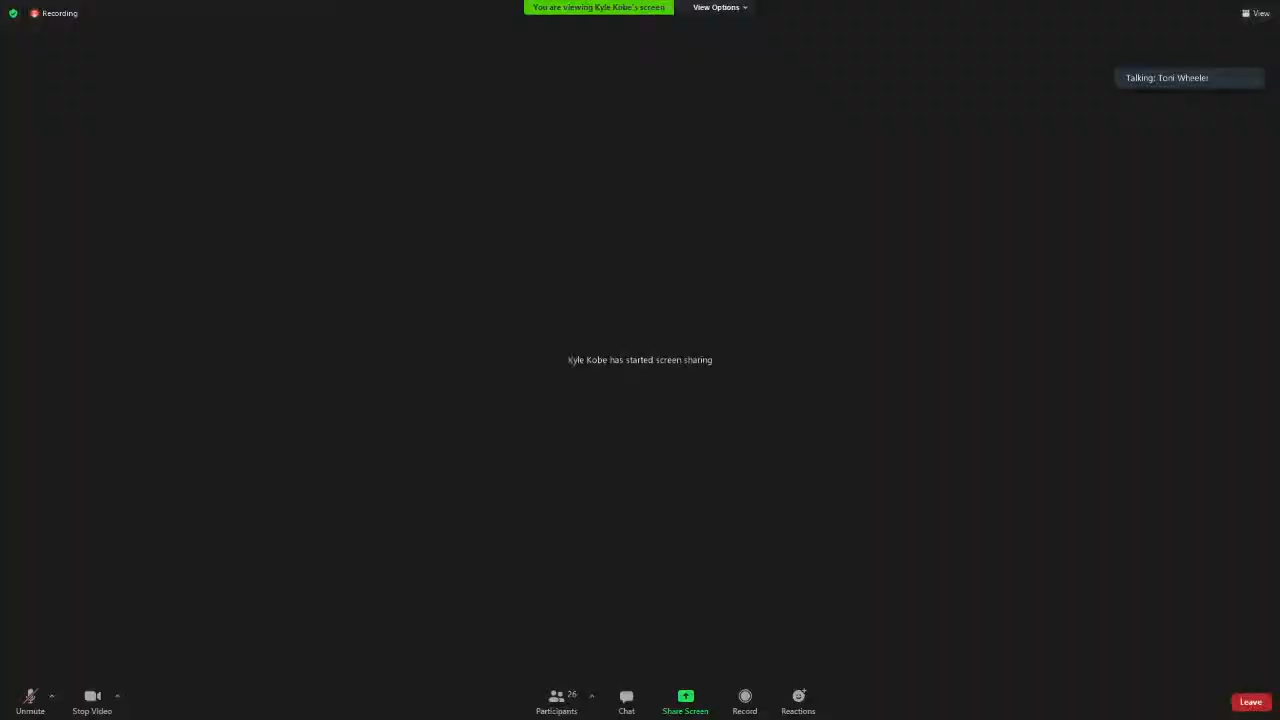 Recording
You are viewing Kyle Kobe's screen
View Options
View
Talking: Toni Wheeler
Kyle Kobe has started screen sharing
Unmute
Stop Video
26
Participants
Chat
Share Screen
Record
Reactions
Leave